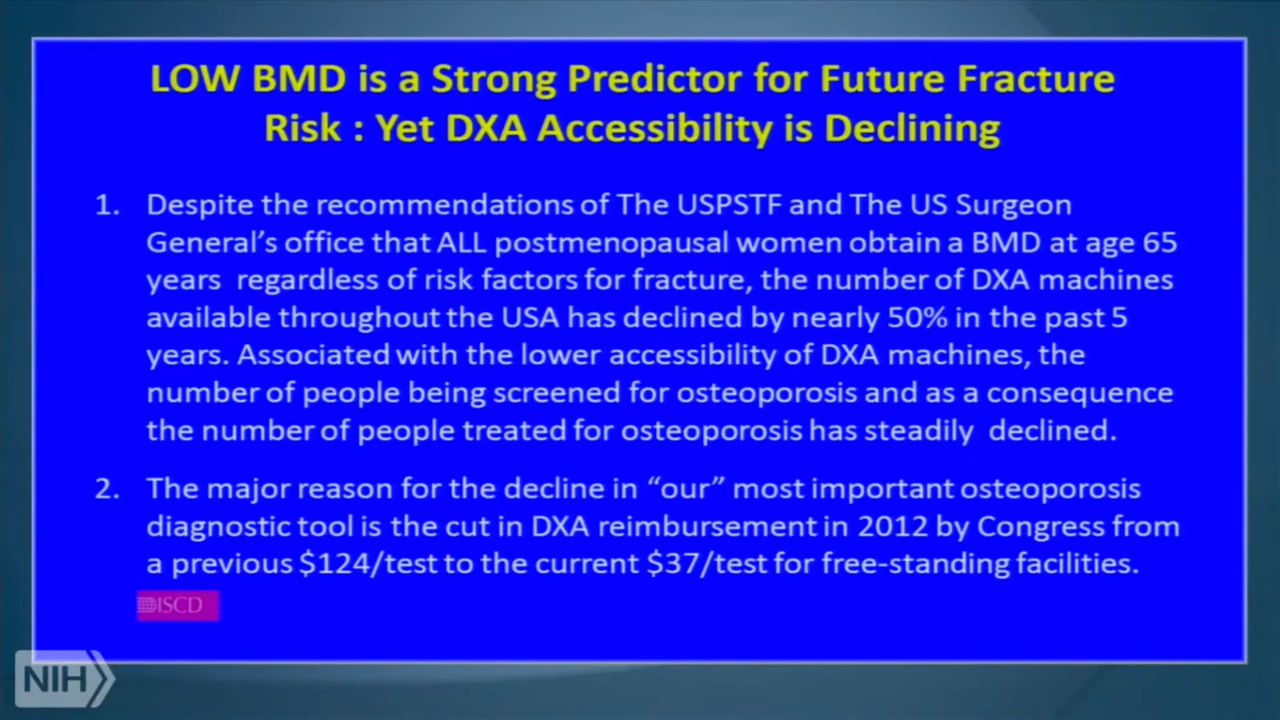 LOW BMD is a Strong Predictor for Future Fracture
Risk : Yet DXA Accessibility is Declining
1. Despite the recommendations of The USPSTF and The US Surgeon
General’s office that ALL postmenopausal women obtain a BMD at age 65
years regardless of risk factors for fracture, the number of DXA machines
available throughout the USA has declined by nearly 50% in the past 5
years. Associated with the lower accessibility of DXA machines, the
number of people being screened for osteoporosis and as a consequence
the number of people treated for osteoporosis has steadily declined.
2. The major reason for the decline in “our” most important osteoporosis
diagnostic tool is the cut in DXA reimbursement in 2012 by Congress from
a previous $124/test to the current $37/test for free-standing facilities.
ISCD
NIH